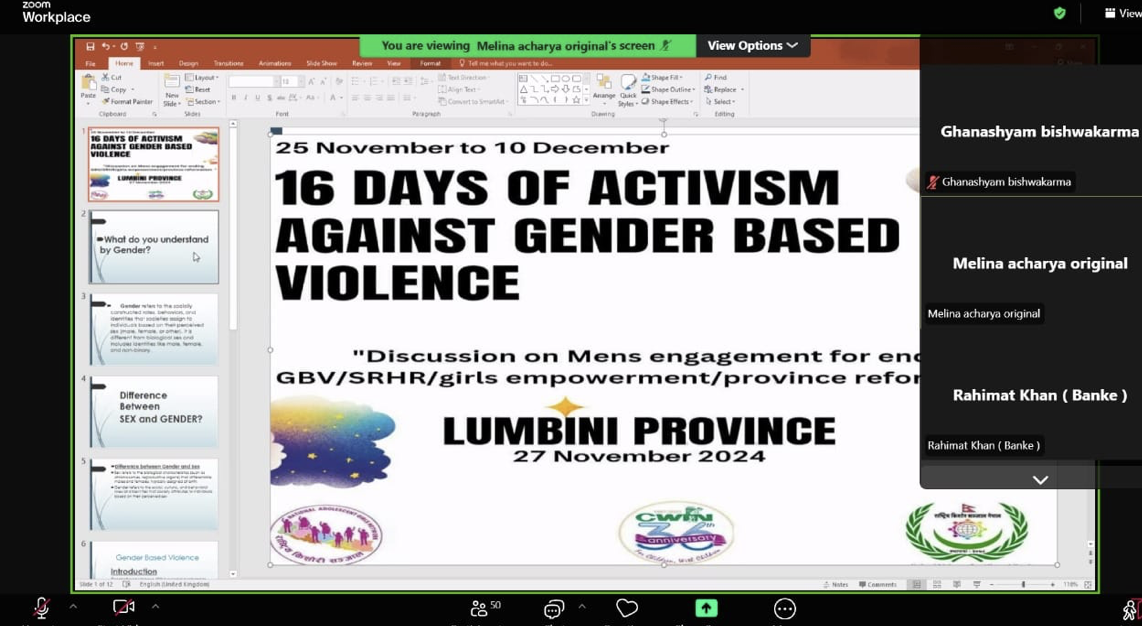 zoom
Workplace
View
You are viewing Melina acharya original's screen
View Options
File Home Insert Design Transitions Animations Slide Show Review View Format Tell me what you want to do...
Cut
Copy
Format Painter
Paste
Clipboard
New
Slide
Layout
Reset
Section
Slides
Font
Text Direction
Align Text
Convert to SmartArt
Paragraph
Arrange
Quick
Styles
Shape Fill
Shape Outline
Shape Effects
Drawing
Find
Replace
Select
Editing
1
16 DAYS OF ACTIVISM
AGAINST GENDER BASED
VIOLENCE
LUMBINI PROVINCE
2
What do you understand
by Gender?
3
Gender refers to the socially
constructed roles, behaviors, and
identities that societies assign to
individuals based on their perceived
sex (male, female, or other). It is
different from biological sex and
includes identities like male, female,
and non-binary.
4
Difference
Between
SEX and GENDER?
5
Difference between Gender and Sex
6
Gender Based Violence
Introduction
25 November to 10 December
16 DAYS OF ACTIVISM
AGAINST GENDER BASED
VIOLENCE
"Discussion on Mens engagement for
GBV/SRHR/girls empowerment/province
LUMBINI PROVINCE
27 November 2024
CWIN
36th
anniversary
Ghanashyam bishwakarma
Ghanashyam bishwakarma
Melina acharya original
Melina acharya original
Rahimat Khan ( Banke )
Rahimat Khan ( Banke )
Slide 1 of 12 English (United Kingdom)
Notes Comments 118%
50